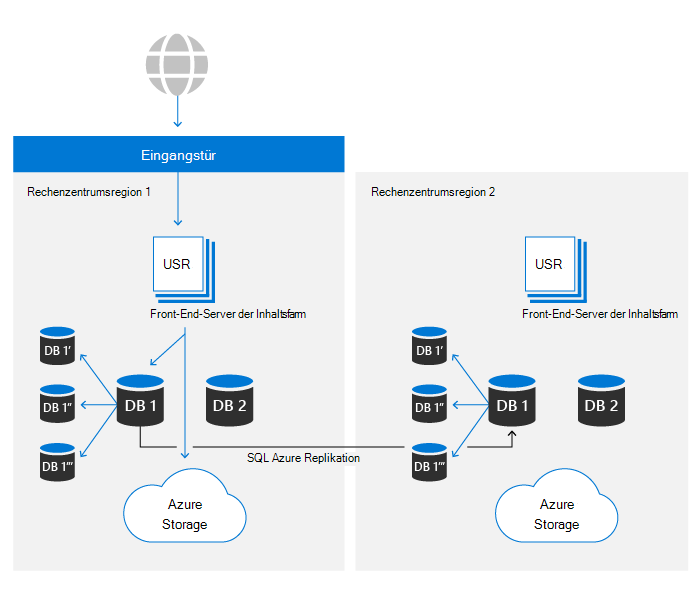 Eingangstür
Rechenzentrumsregion 1
USR
Front-End-Server der Inhaltsfarm
DB 1'
DB 1''
DB 1'''
DB 1
DB 2
Azure
Storage
SQL Azure Replikation
Rechenzentrumsregion 2
USR
Front-End-Server der Inhaltsfarm
DB 1'
DB 1''
DB 1'''
DB 1
DB 2
Azure
Storage